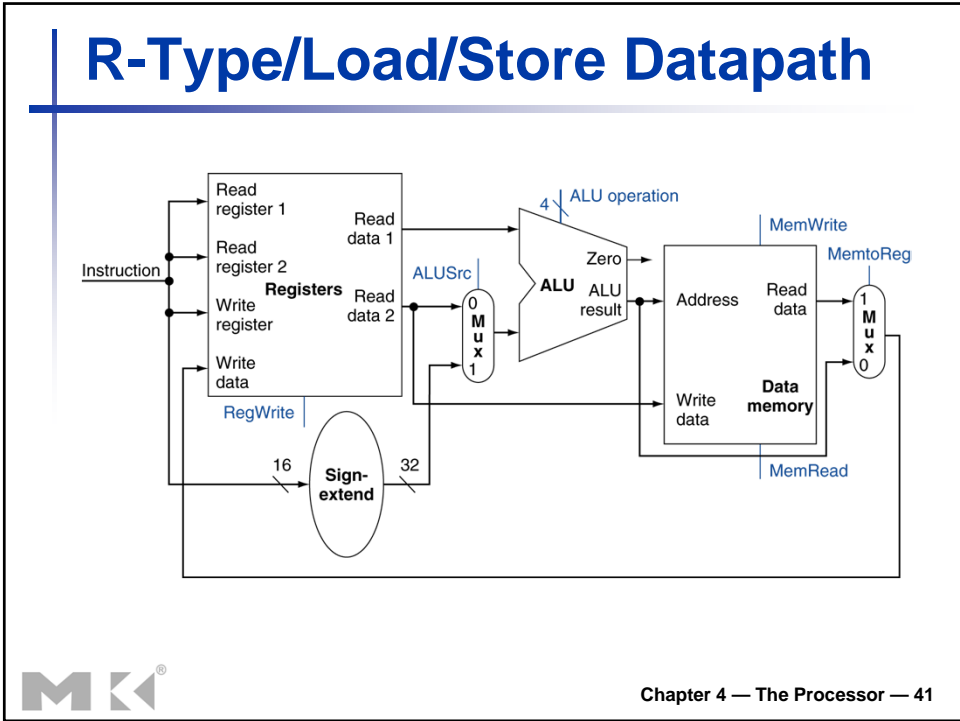 R-Type/Load/Store Datapath
Instruction
Read
register 1
Read
register 2
Write
register
Write
data
Registers
Read
data 1
Read
data 2
RegWrite
16
Sign-
extend
32
ALUSrc
0
M
u
x
1
4
ALU operation
Zero
ALU
ALU
result
MemWrite
Address
Read
data
Write
data
Data
memory
MemRead
MemtoReg
1
M
u
x
0
MK®
Chapter 4 — The Processor — 41